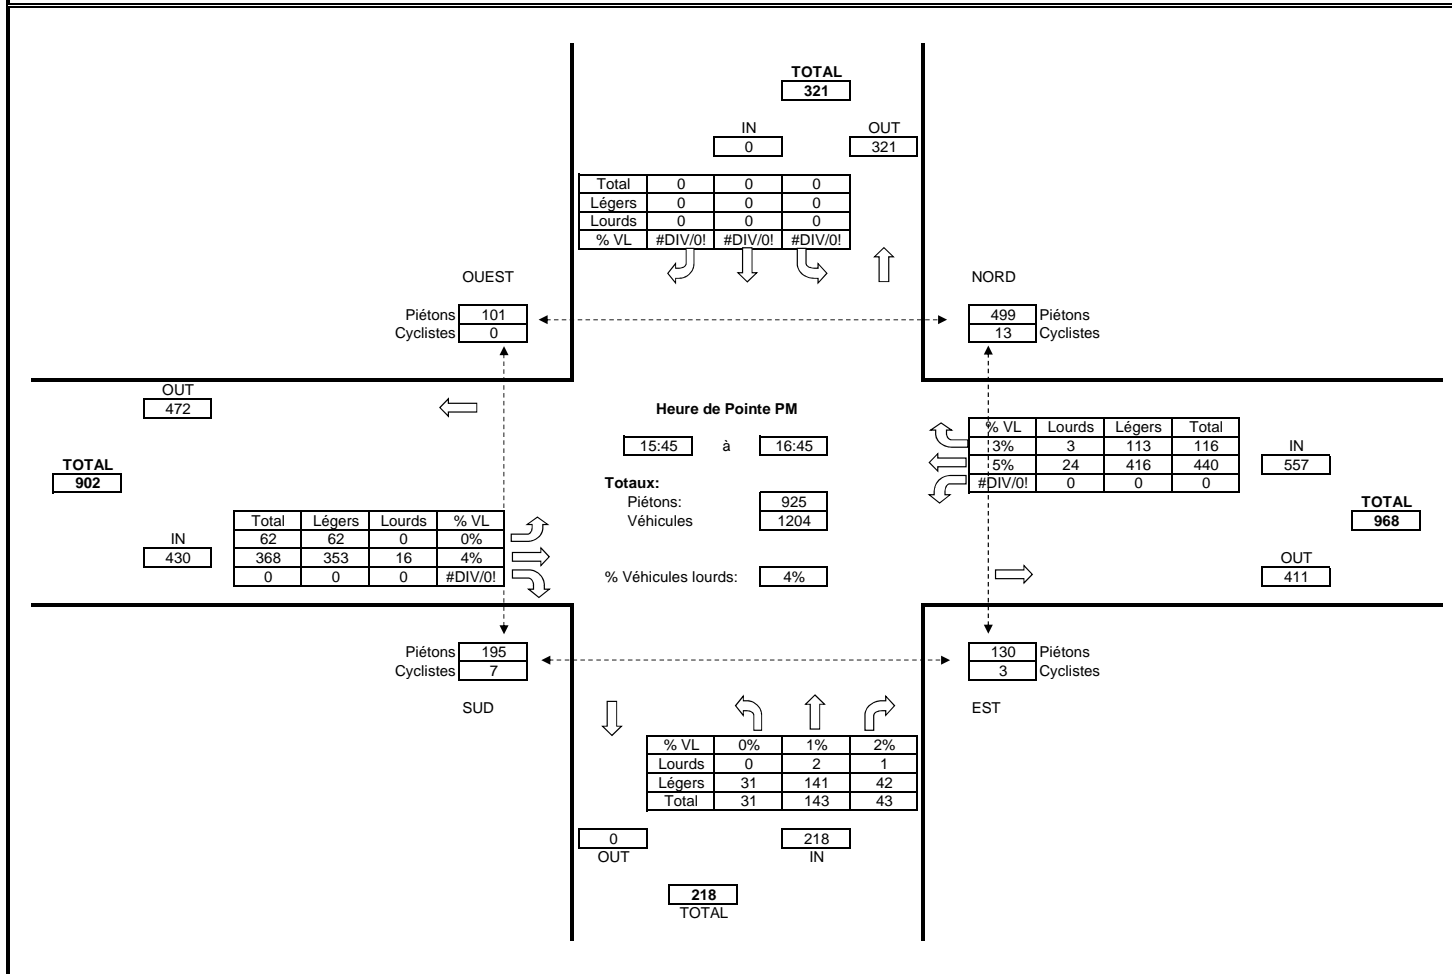 TOTAL
321
IN OUT
0 321
Total 0 0 0
Légers 0 0 0
Lourds 0 0 0
% VL #DIV/0! #DIV/0! #DIV/0!
OUEST NORD
Piétons 101 499 Piétons
Cyclistes 0 13 Cyclistes
OUT
472
Heure de Pointe PM
15:45 à 16:45
% VL Lourds Légers Total
3% 3 113 116 IN
5% 24 416 440 557
#DIV/0! 0 0 0
TOTAL
902
Totaux:
Piétons: 925
Véhicules 1204
TOTAL
968
Total Légers Lourds % VL
IN 62 62 0 0%
430 368 353 16 4%
0 0 0 #DIV/0!
% Véhicules lourds: 4%
OUT
411
Piétons 195 130 Piétons
Cyclistes 7 3 Cyclistes
SUD EST
% VL 0% 1% 2%
Lourds 0 2 1
Légers 31 141 42
Total 31 143 43
0 218
OUT IN
218
TOTAL